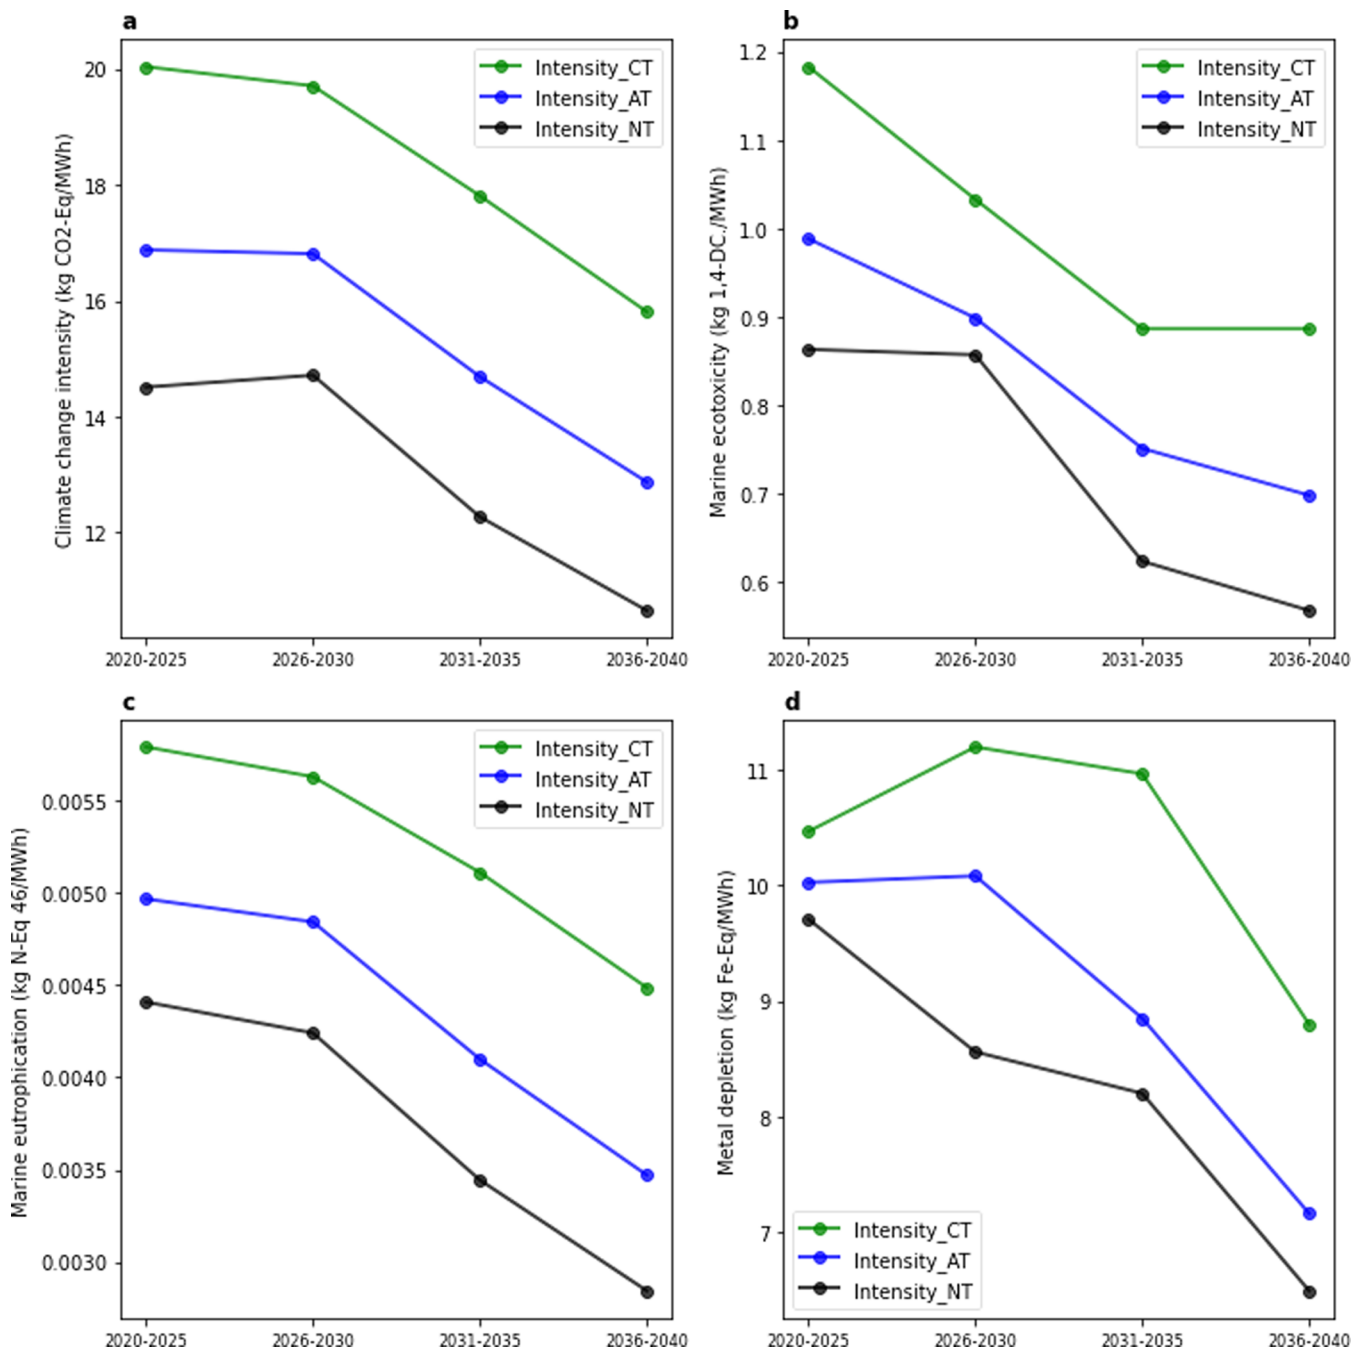 a
Climate change intensity (kg CO2-Eq/MWh)
20
18
16
14
12
Intensity_CT
Intensity_AT
Intensity_NT
2020-2025 2026-2030 2031-2035 2036-2040
b
Marine ecotoxicity (kg 1,4-DC./MWh)
1.2
1.1
1.0
0.9
0.8
0.7
0.6
Intensity_CT
Intensity_AT
Intensity_NT
2020-2025 2026-2030 2031-2035 2036-2040
c
Marine eutrophication (kg N-Eq 46/MWh)
0.0055
0.0050
0.0045
0.0040
0.0035
0.0030
Intensity_CT
Intensity_AT
Intensity_NT
2020-2025 2026-2030 2031-2035 2036-2040
d
Metal depletion (kg Fe-Eq/MWh)
11
10
9
8
7
Intensity_CT
Intensity_AT
Intensity_NT
2020-2025 2026-2030 2031-2035 2036-2040